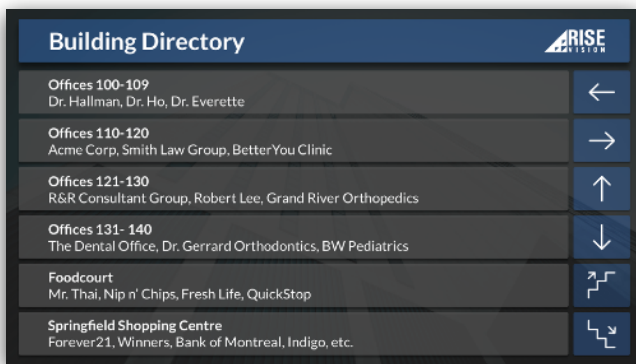 Building Directory
RISE
VISION
Offices 100-109
Dr. Hallman, Dr. Ho, Dr. Everette
Offices 110-120
Acme Corp, Smith Law Group, BetterYou Clinic
Offices 121-130
R&R Consultant Group, Robert Lee, Grand River Orthopedics
Offices 131- 140
The Dental Office, Dr. Gerrard Orthodontics, BW Pediatrics
Foodcourt
Mr. Thai, Nip n' Chips, Fresh Life, QuickStop
Springfield Shopping Centre
Forever21, Winners, Bank of Montreal, Indigo, etc.